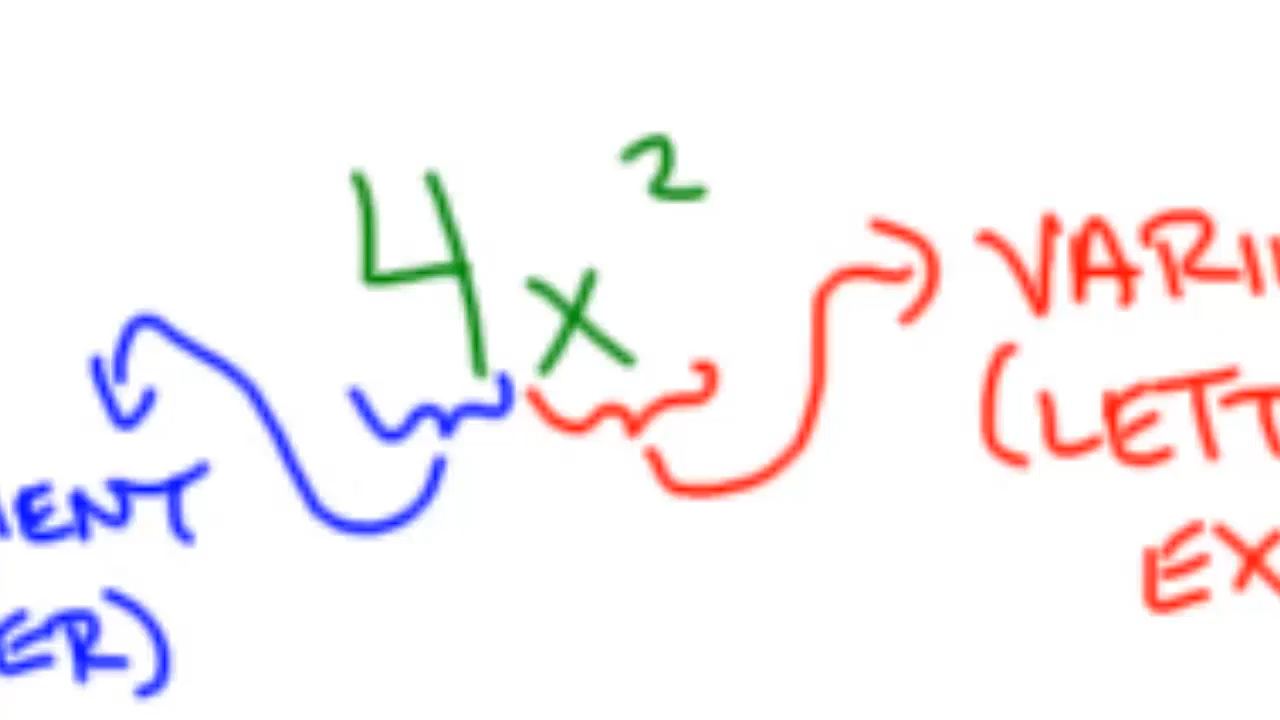 4x²
VARI
(LETT
EX
IENT
ER)